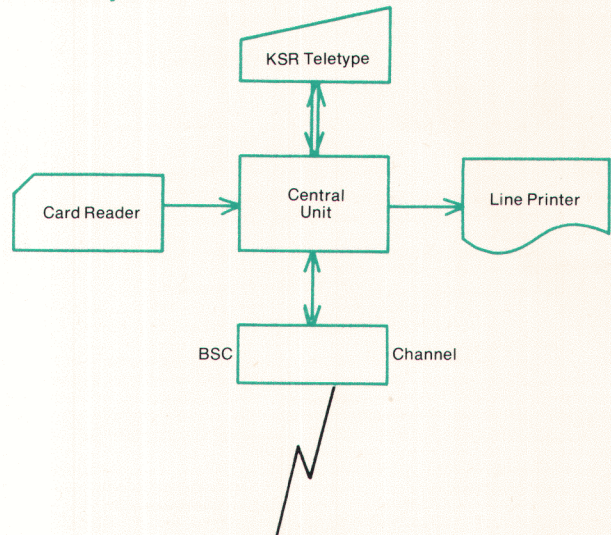 KSR Teletype
Card Reader
Central
Unit
Line Printer
BSC
Channel